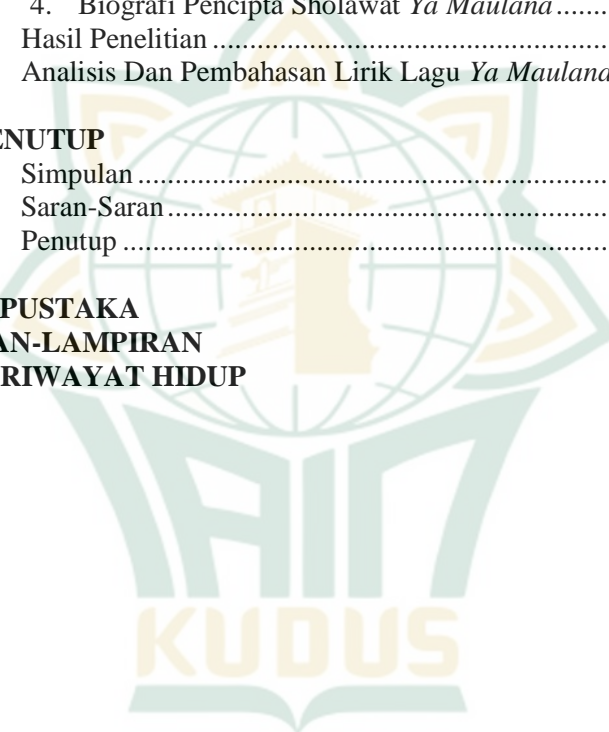 4. Biografi Pencipta Sholawat Ya Maulana ..........
Hasil Penelitian ..........................................................
Analisis Dan Pembahasan Lirik Lagu Ya Maulana
ENUTUP
Simpulan ......................................................................
Saran-Saran .................................................................
Penutup ........................................................................
PUSTAKA
AN-LAMPIRAN
RIWAYAT HIDUP
IAIN
KUDUS